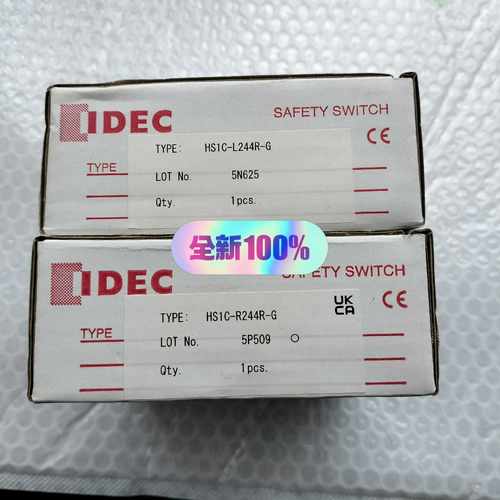 IDEC
SAFETY SWITCH
TYPE
TYPE: HS1C-L244R-G
CE
LOT No. 5N625
Qty. 1pcs.
全新100%
IDEC
SAFETY SWITCH
TYPE
TYPE: HS1C-R244R-G
UK
CA
CE
LOT No. 5P509
Qty. 1pcs.